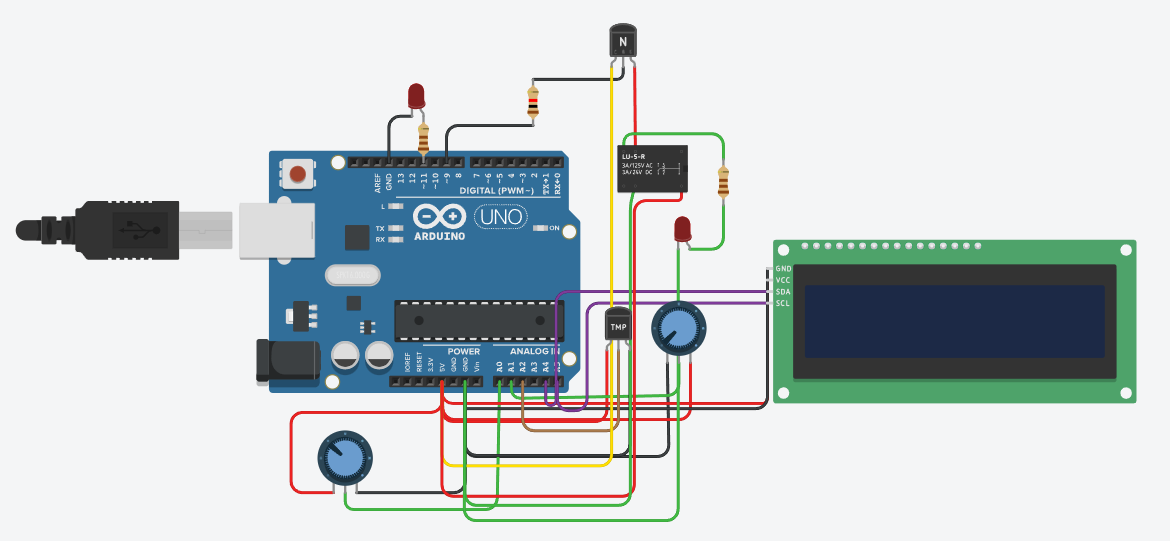 N
LU-5-R
3A/125V AC
1A/24V DC
AREF
GND
13
12
~11
~10
~9
8
7
~6
~5
4
~3
2
TX→1
RX←0
DIGITAL (PWM~)
L
TX
RX
UNO
ARDUINO
ON
GND
VCC
SDA
SCL
TMP
POWER
ANALOG IN
IOREF
RESET
3.3V
5V
GND
GND
Vin
A0
A1
A2
A3
A4